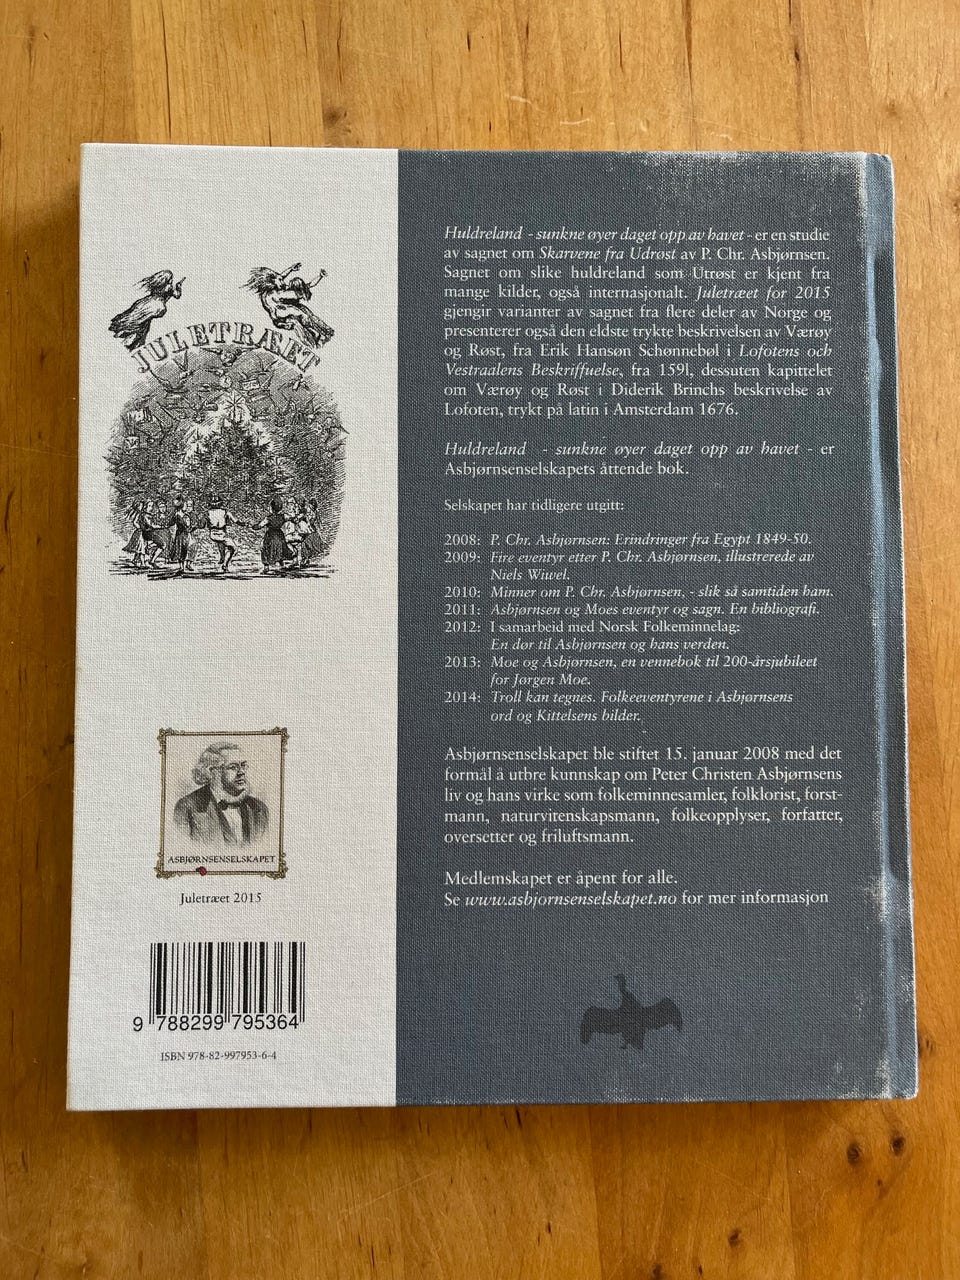 JULETRÆET
ASBJØRNSENSELSKAPET
Juletræet 2015
9 788299 795364
ISBN 978-82-997953-6-4
Huldreland - sunkne øyer daget opp av havet - er en studie
av sagnet om Skarvene fra Udrøst av P. Chr. Asbjørnsen.
Sagnet om slike huldreland som Utrøst er kjent fra
mange kilder, også internasjonalt. Juletræet for 2015
gjengir varianter av sagnet fra flere deler av Norge og
presenterer også den eldste trykte beskrivelsen av Værøy
og Røst, fra Erik Hansøn Schønnebøl i Lofotens och
Vestraalens Beskriffuelse, fra 159l, dessuten kapittelet
om Værøy og Røst i Diderik Brinchs beskrivelse av
Lofoten, trykt på latin i Amsterdam 1676.
Huldreland - sunkne øyer daget opp av havet - er
Asbjørnsenselskapets åttende bok.
Selskapet har tidligere utgitt:
2008: P. Chr. Asbjørnsen: Erindringer fra Egypt 1849-50.
2009: Fire eventyr etter P. Chr. Asbjørnsen, illustrerede av
Niels Wiwel.
2010: Minner om P. Chr. Asbjørnsen, - slik så samtiden ham.
2011: Asbjørnsen og Moes eventyr og sagn. En bibliografi.
2012: I samarbeid med Norsk Folkeminnelag:
En dør til Asbjørnsen og hans verden.
2013: Moe og Asbjørnsen, en vennebok til 200-årsjubileet
for Jørgen Moe.
2014: Troll kan tegnes. Folkeeventyrene i Asbjørnsens
ord og Kittelsens bilder.
Asbjørnsenselskapet ble stiftet 15. januar 2008 med det
formål å utbre kunnskap om Peter Christen Asbjørnsens
liv og hans virke som folkeminnesamler, folklorist, forst-
mann, naturvitenskapsmann, folkeopplyser, forfatter,
oversetter og friluftsmann.
Medlemskapet er åpent for alle.
Se www.asbjornsenselskapet.no for mer informasjon